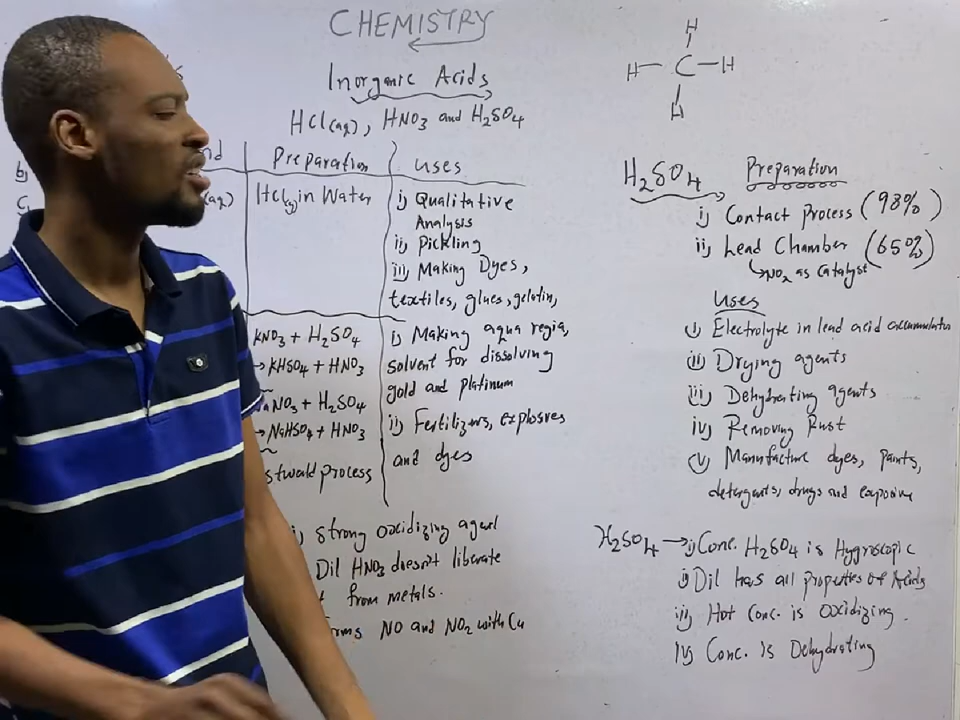 CHEMISTRY
Inorganic Acids
HCl(aq), HNO3 and H2SO4
b)
c)
(aq)
Preparation
uses
HCl(g) in Water
i) Qualitative
Analysis
ii) Pickling
iii) Making Dyes,
textiles, glues, gelatin,
KNO3 + H2SO4
→ KHSO4 + HNO3
NO3 + H2SO4
→ NaHSO4 + HNO3
stwald process
i) Making aqua regia,
solvent for dissolving
gold and platinum
ii) Fertilizers, explosives
and dyes
i) Strong oxidizing agent
Dil HNO3 doesn't liberate
from metals.
NO and NO2 with Cu
H
H — C — H
H
H2SO4 Preparation
i) Contact Process (98%)
ii) Lead Chamber (65%)
↳ NO2 as Catalyst
uses
i) Electrolyte in lead acid accumulator
ii) Drying agents
iii) Dehydrating agents
iv) Removing Rust
v) Manufacture dyes, paints,
detergents, drugs and explosive
H2SO4 → i) Conc. H2SO4 is Hygroscopic
ii) Dil has all properties of Acids
iii) Hot Conc. is Oxidizing.
iv) Conc. is Dehydrating